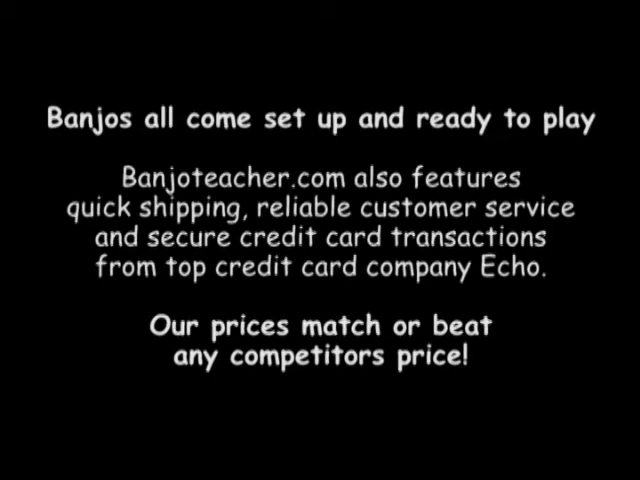 Banjos all come set up and ready to play
Banjoteacher.com also features
quick shipping, reliable customer service
and secure credit card transactions
from top credit card company Echo.
Our prices match or beat
any competitors price!